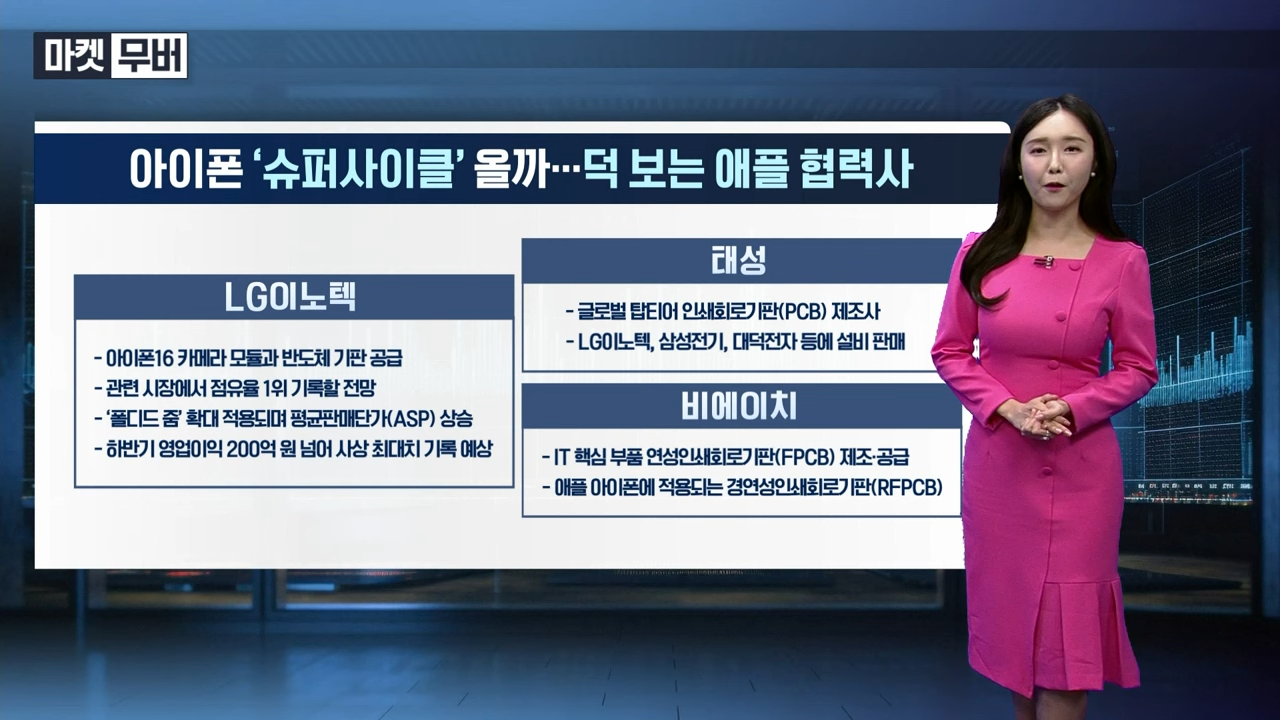 마켓무버
아이폰 ‘슈퍼사이클’ 올까…덕 보는 애플 협력사
LG이노텍
- 아이폰16 카메라 모듈과 반도체 기판 공급
- 관련 시장에서 점유율 1위 기록할 전망
- ‘폴디드 줌’ 확대 적용되며 평균판매단가(ASP) 상승
- 하반기 영업이익 200억 원 넘어 사상 최대치 기록 예상
태성
- 글로벌 탑티어 인쇄회로기판(PCB) 제조사
- LG이노텍, 삼성전기, 대덕전자 등에 설비 판매
비에이치
- IT 핵심 부품 연성인쇄회로기판(FPCB) 제조·공급
- 애플 아이폰에 적용되는 경연성인쇄회로기판(RFPCB)